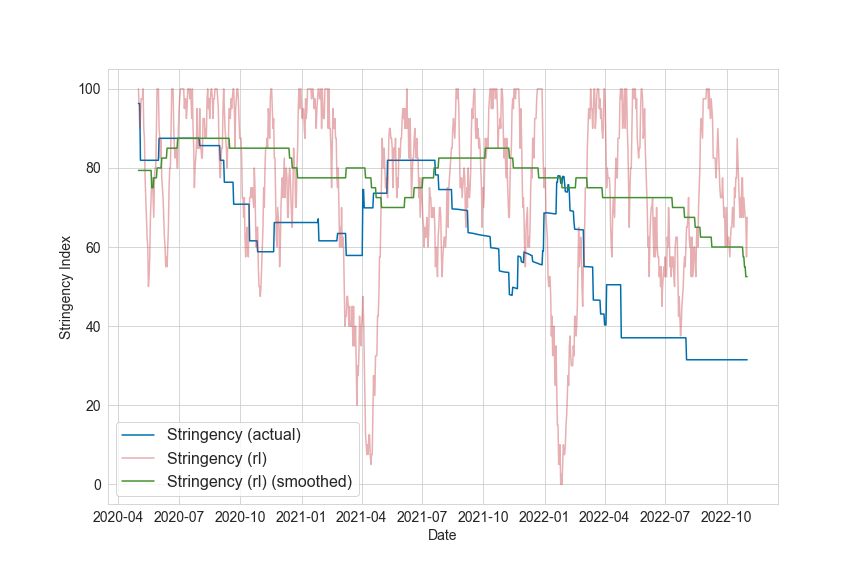 100
80
60
40
20
0
Stringency Index
Stringency (actual)
Stringency (rl)
Stringency (rl) (smoothed)
2020-04 2020-07 2020-10 2021-01 2021-04 2021-07 2021-10 2022-01 2022-04 2022-07 2022-10
Date